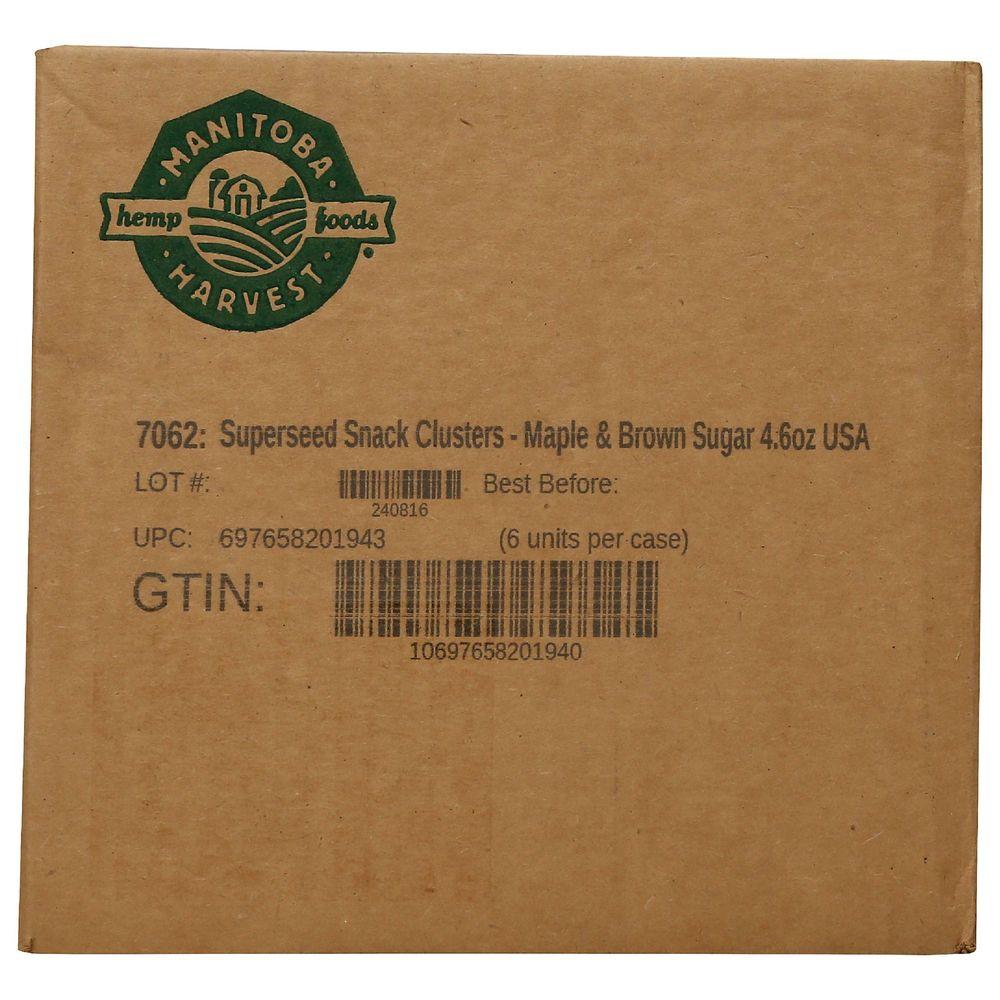 MANITOBA
hemp foods
HARVEST
7062: Superseed Snack Clusters - Maple & Brown Sugar 4.6oz USA
LOT #: Best Before:
240816
UPC: 697658201943 (6 units per case)
GTIN:
10697658201940